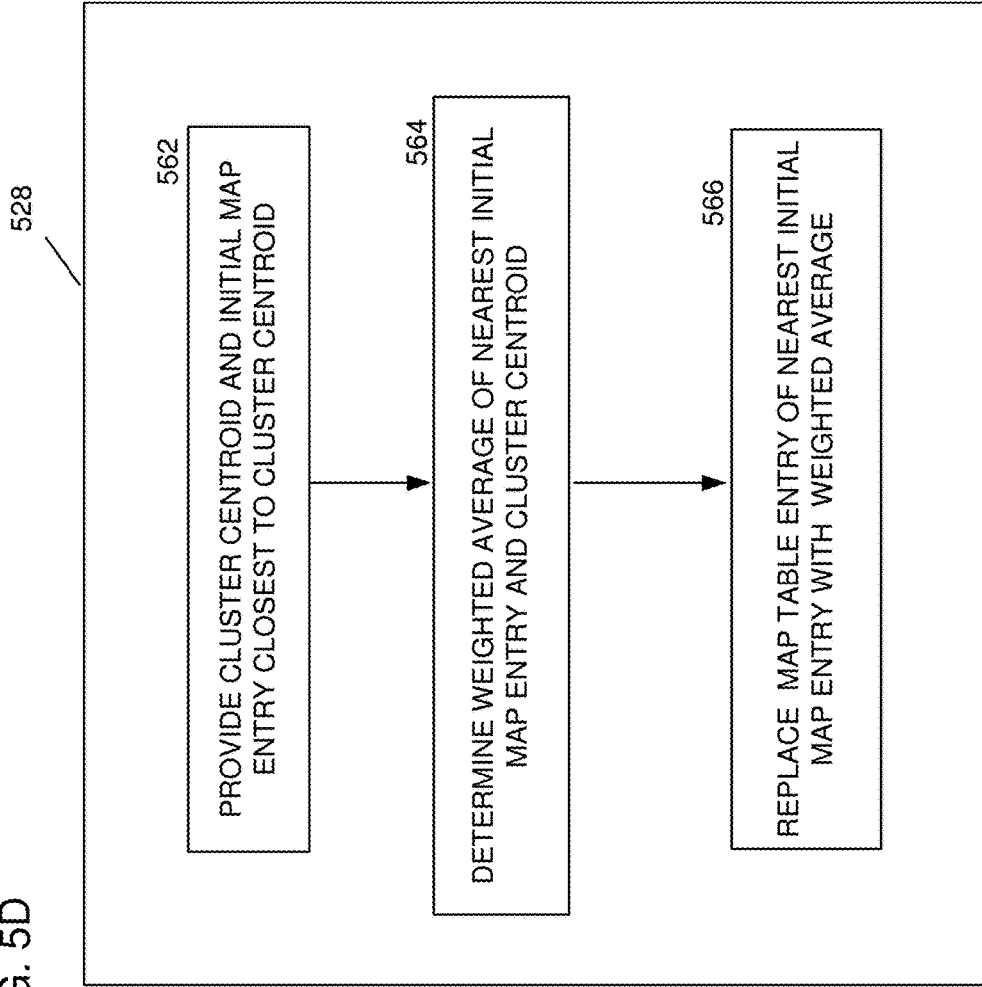 G. 5D
528
562
PROVIDE CLUSTER CENTROID AND INITIAL MAP
ENTRY CLOSEST TO CLUSTER CENTROID
564
DETERMINE WEIGHTED AVERAGE OF NEAREST INITIAL
MAP ENTRY AND CLUSTER CENTROID
566
REPLACE MAP TABLE ENTRY OF NEAREST INITIAL
MAP ENTRY WITH WEIGHTED AVERAGE